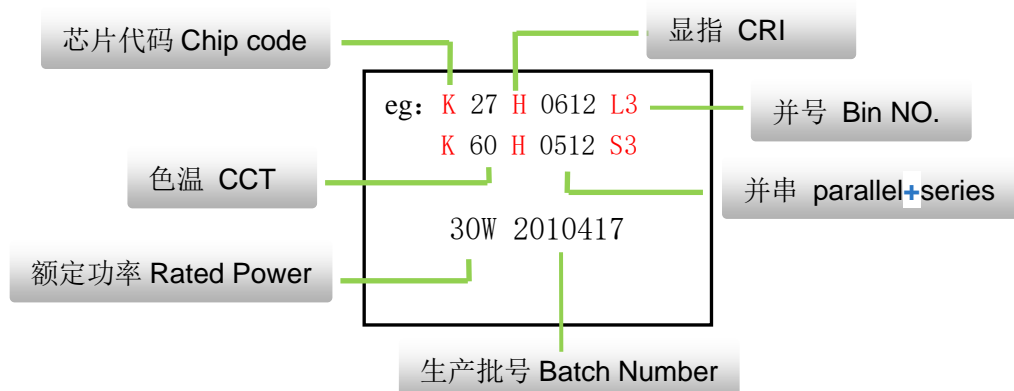 芯片代码 Chip code
显指 CRI
eg: K 27 H 0612 L3
并号 Bin NO.
K 60 H 0512 S3
色温 CCT
并串 parallel+series
30W 2010417
额定功率 Rated Power
生产批号 Batch Number